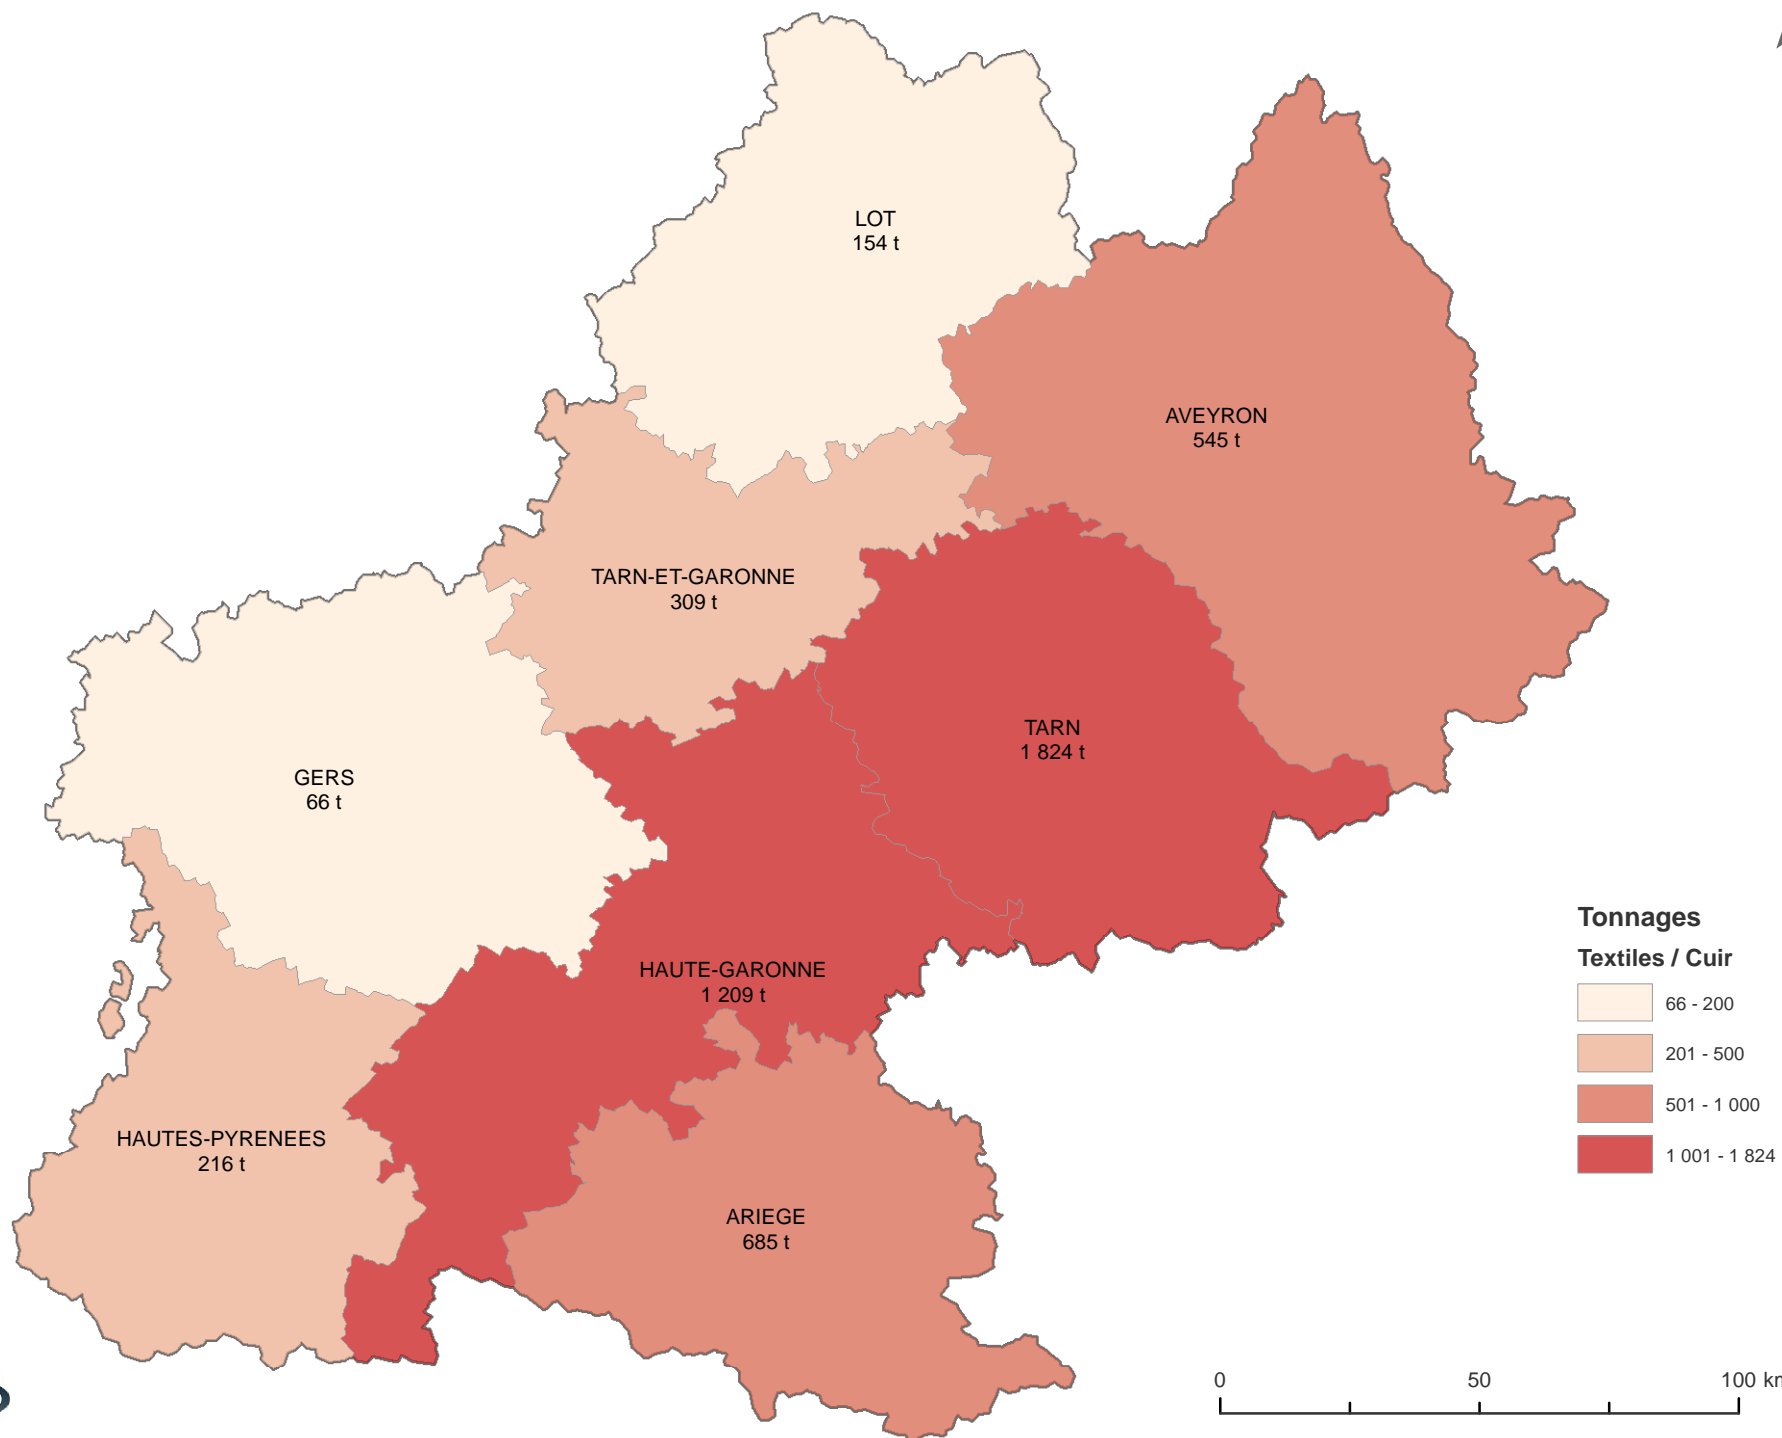 LOT
154 t
AVEYRON
545 t
TARN-ET-GARONNE
309 t
TARN
1 824 t
GERS
66 t
HAUTE-GARONNE
1 209 t
HAUTES-PYRENEES
216 t
ARIEGE
685 t
Tonnages
Textiles / Cuir
66 - 200
201 - 500
501 - 1 000
1 001 - 1 824
0 50 100 km